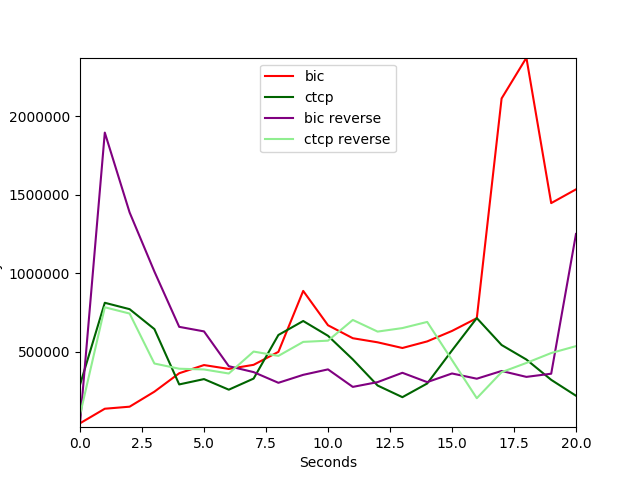 bic
ctcp
bic reverse
ctcp reverse
2000000
1500000
1000000
500000
0.0 2.5 5.0 7.5 10.0 12.5 15.0 17.5 20.0
Seconds